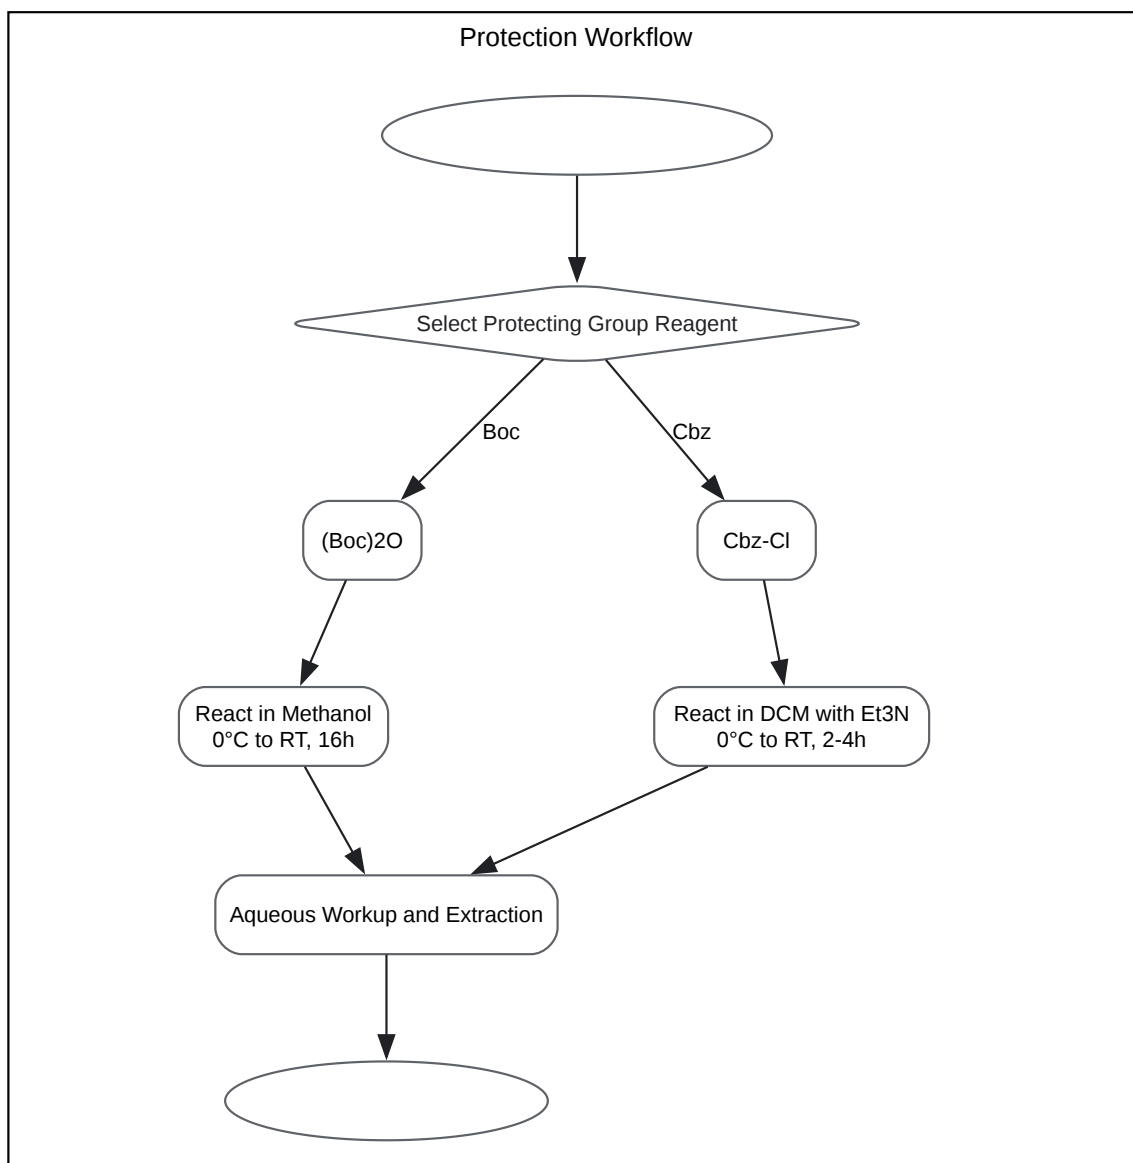 Protection Workflow
Select Protecting Group Reagent
Boc
Cbz
(Boc)2O
Cbz-Cl
React in Methanol
0°C to RT, 16h
React in DCM with Et3N
0°C to RT, 2-4h
Aqueous Workup and Extraction